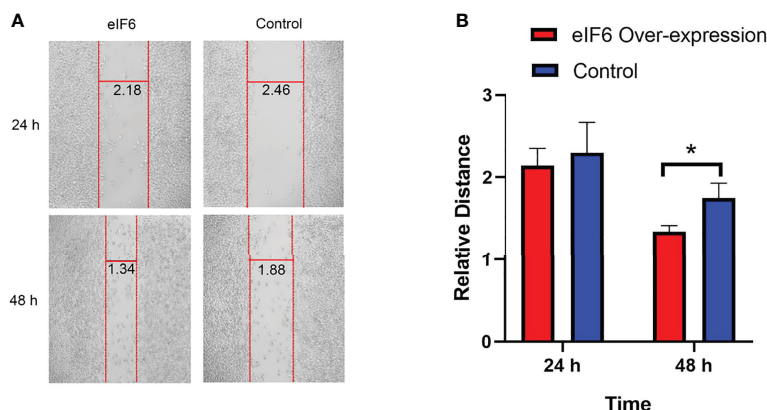 A
eIF6
Control
24 h
2.18
2.46
48 h
1.34
1.88
B
eIF6 Over-expression
Control
Relative Distance
3
2
1
0
*
24 h
48 h
Time